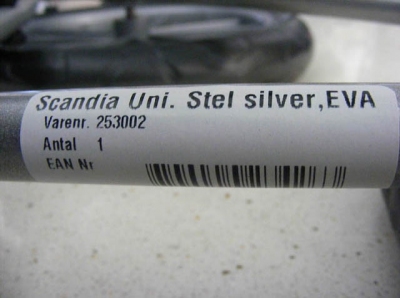 Scandia Uni. Stel silver,EVA
Varenr. 253002
Antal 1
EAN Nr